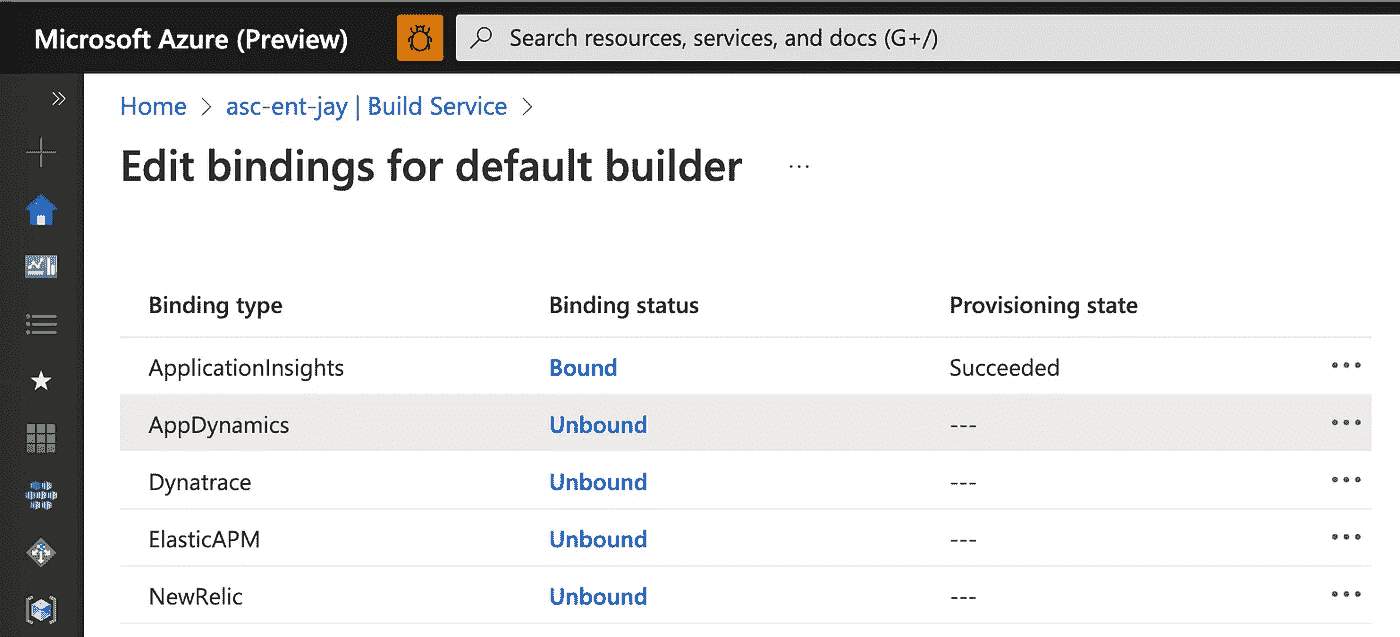 Microsoft Azure (Preview)
Search resources, services, and docs (G+/)
Home > asc-ent-jay | Build Service >
Edit bindings for default builder ...
Binding type Binding status Provisioning state
ApplicationInsights Bound Succeeded ...
AppDynamics Unbound --- ...
Dynatrace Unbound --- ...
ElasticAPM Unbound --- ...
NewRelic Unbound --- ...